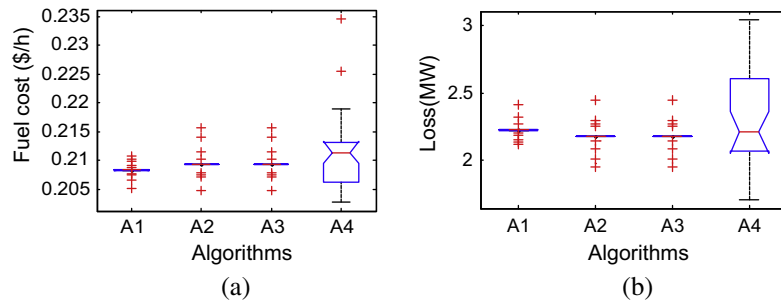 Fuel cost ($/h)
0.235
0.23
0.225
0.22
0.215
0.21
0.205
A1 A2 A3 A4
Algorithms
(a)
Loss(MW)
3
2.5
2
A1 A2 A3 A4
Algorithms
(b)